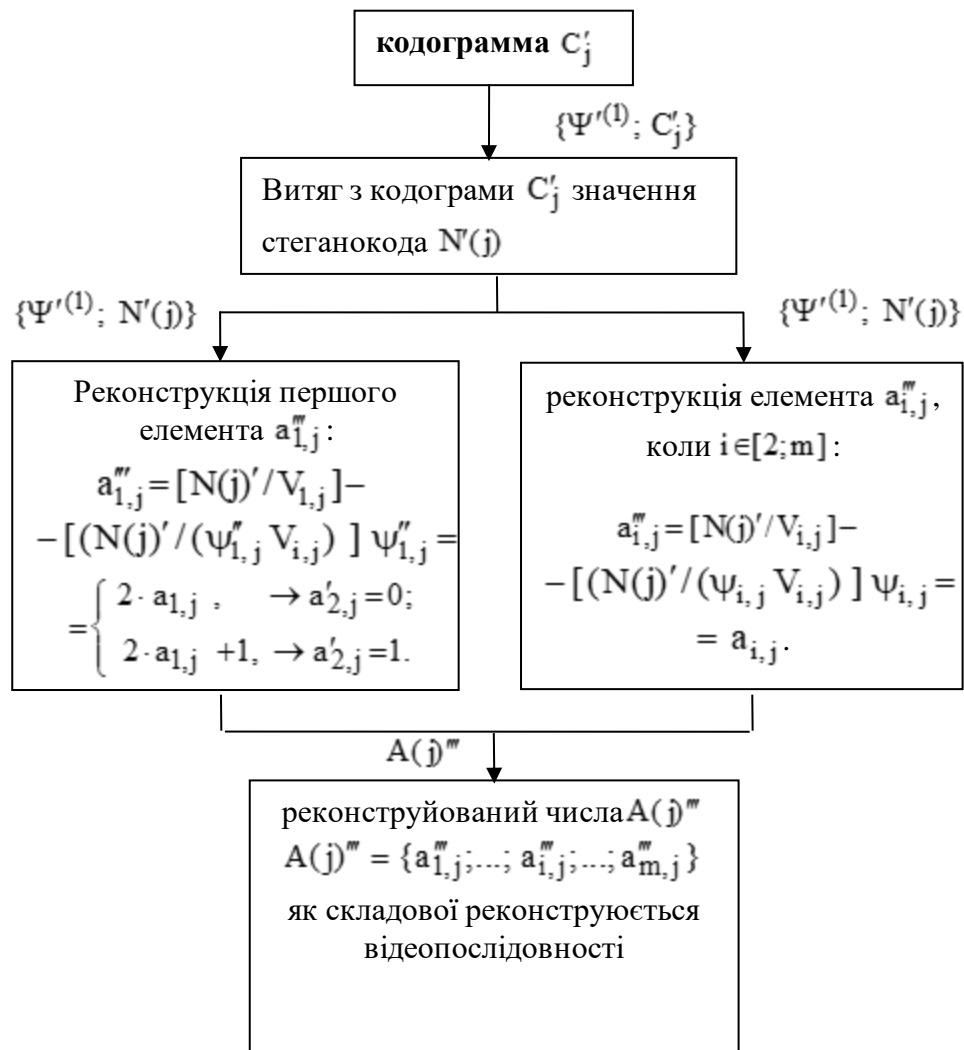 кодограмма C′j
{Ψ′(1); C′j}
Витяг з кодограми C′j значення
стеганокода N′(j)
{Ψ′(1); N′(j)}
{Ψ′(1); N′(j)}
Реконструкція першого
елемента a‴1,j:
a‴1,j=[N(j)′/V1,j]−
−[(N(j)′/(ψ″1,j Vi,j) ] ψ″1,j=
={ 2·a1,j , → a′2,j=0;
2·a1,j +1, → a′2,j=1.
реконструкція елемента a‴i,j,
коли i∈[2;m]:
a‴i,j=[N(j)′/Vi,j]−
−[(N(j)′/(ψi,j Vi,j) ] ψi,j=
= ai,j.
A(j)‴
реконструйований числа A(j)‴
A(j)‴ = {a‴1,j;...; a‴i,j;...; a‴m,j}
як складової реконструюється
відеопослідовності